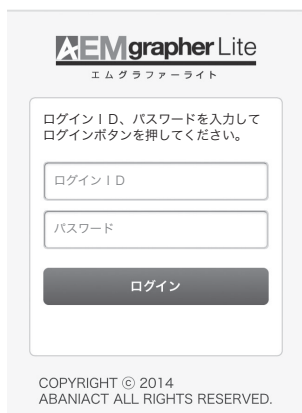 AEMgrapher Lite
エムグラファーライト
ログインＩＤ、パスワードを入力して
ログインボタンを押してください。
ログインＩＤ
パスワード
ログイン
COPYRIGHT ⓒ 2014
ABANIACT ALL RIGHTS RESERVED.